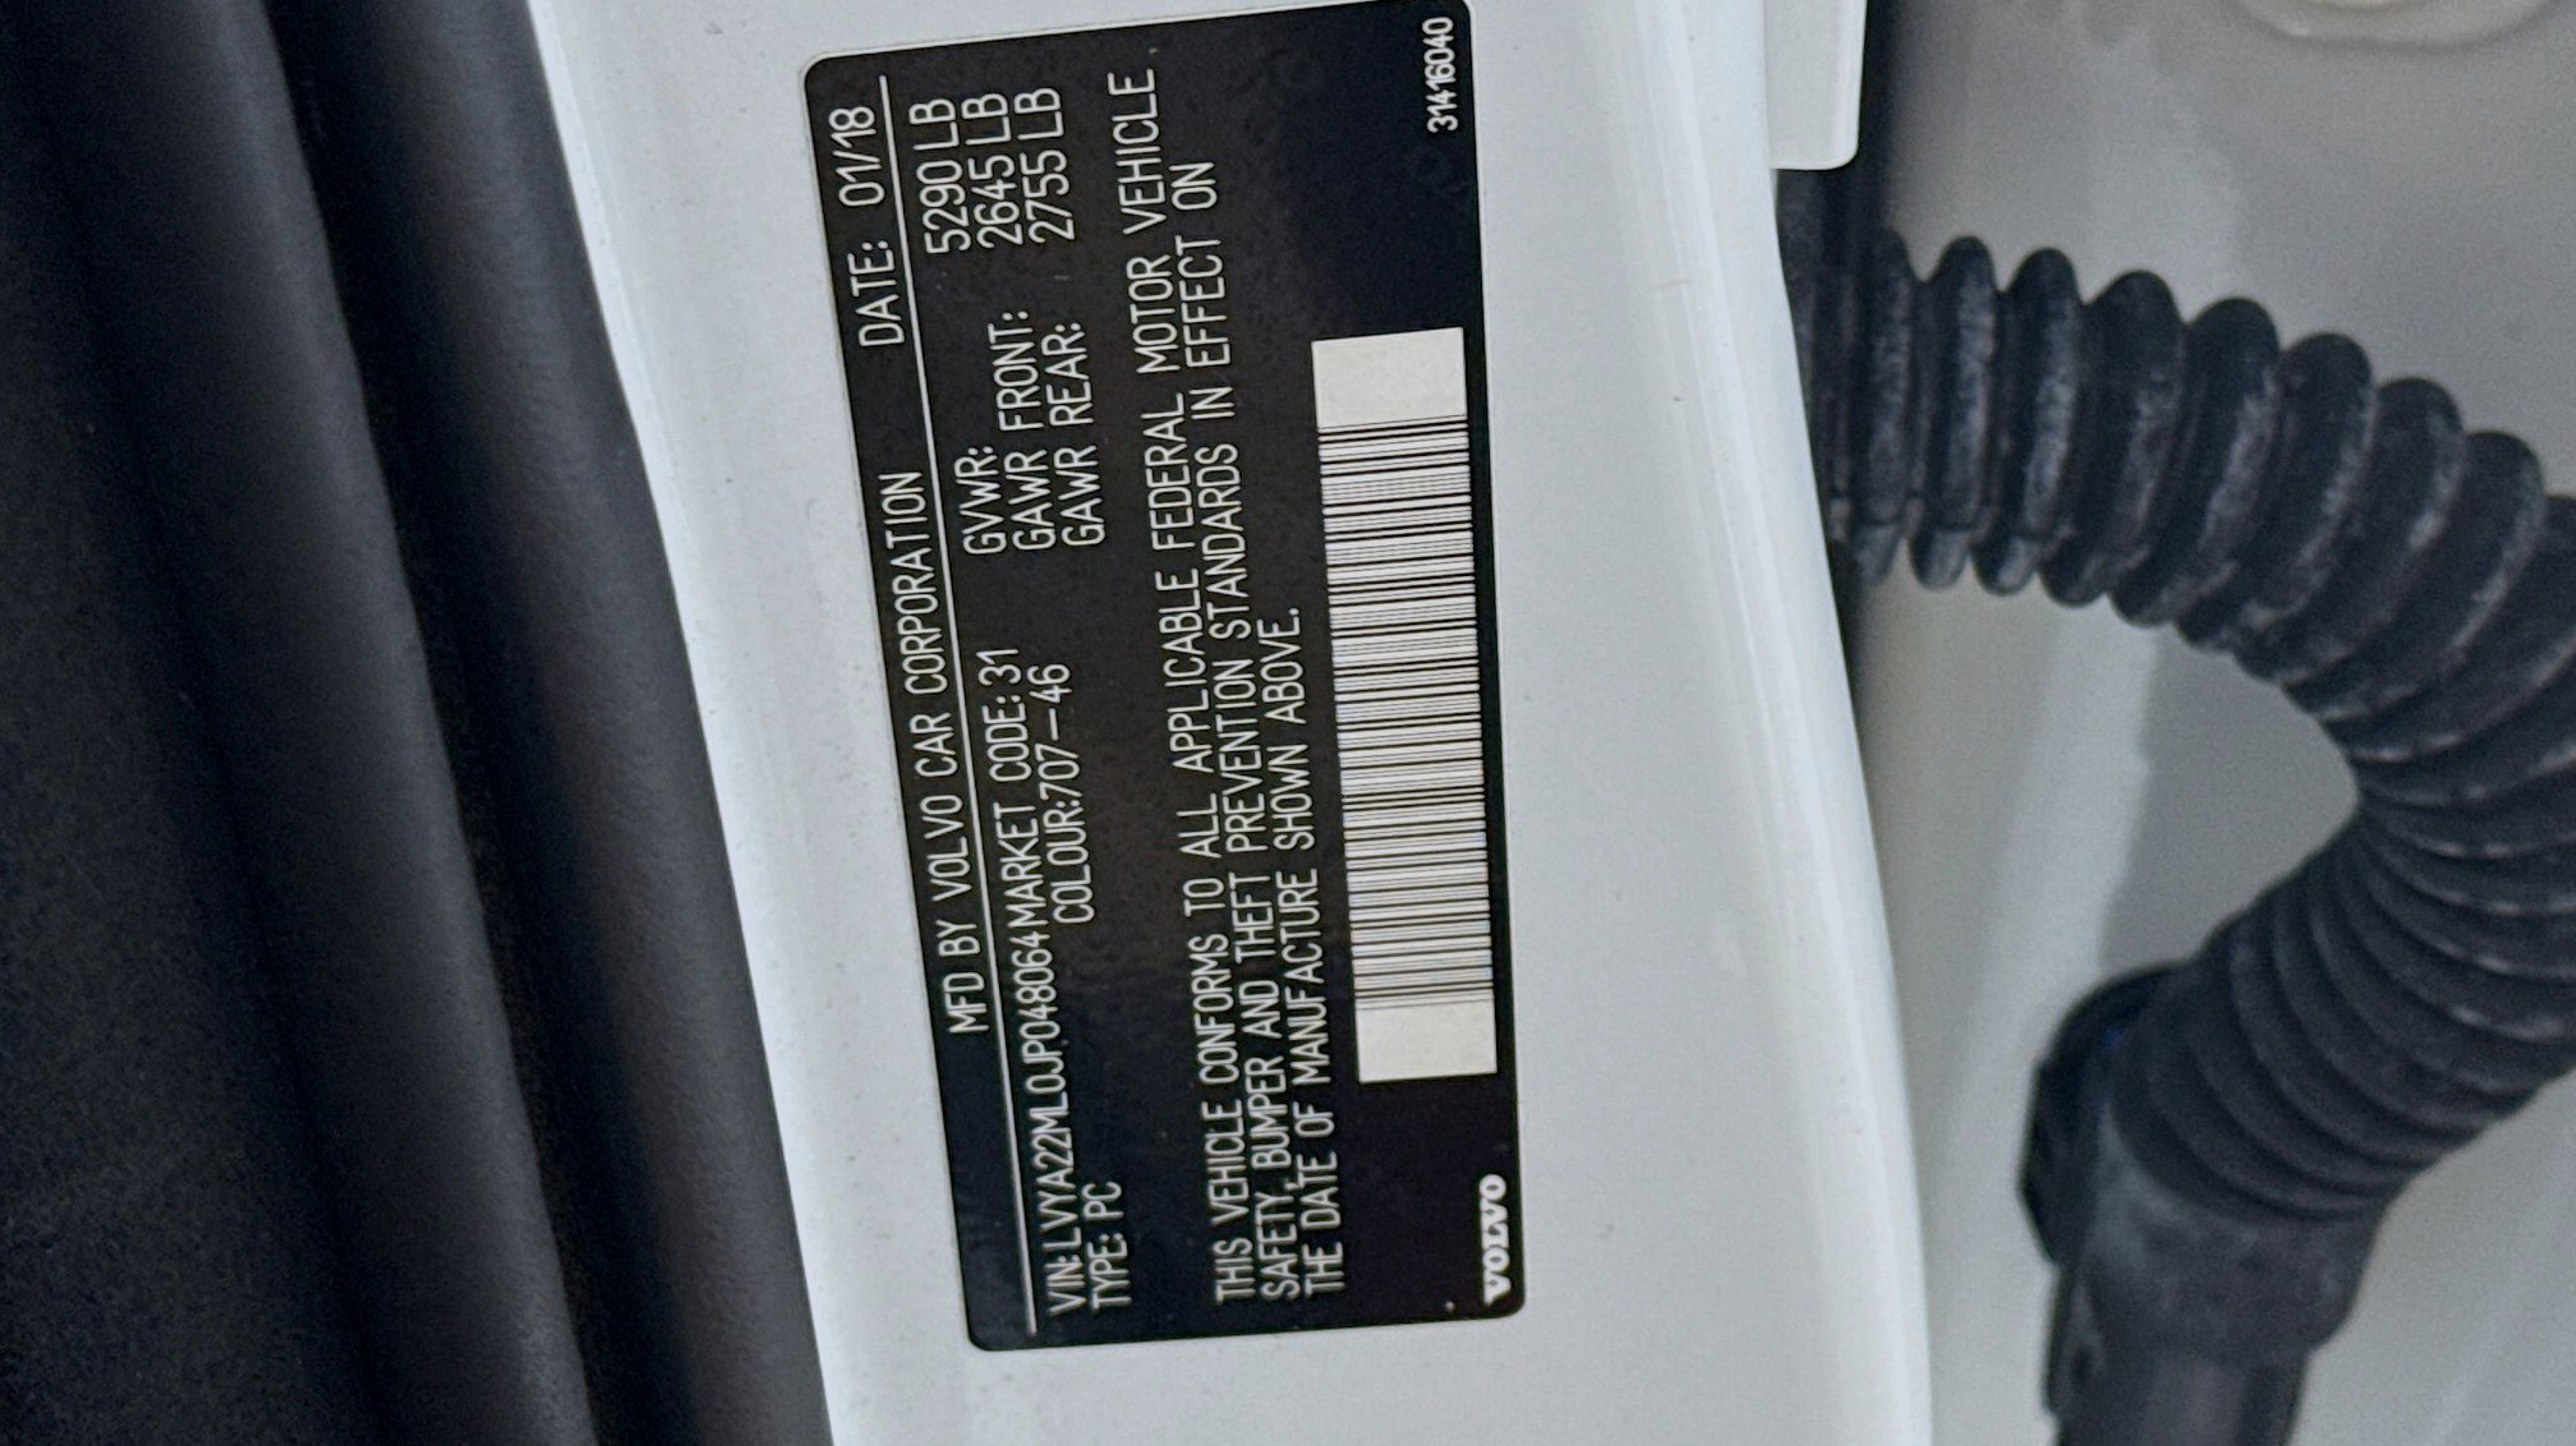 MFD BY VOLVO CAR CORPORATION DATE: 01/18
VIN: LVYA22ML0JP048064 MARKET CODE: 31 GVWR: 5290 LB
TYPE: PC COLOUR:707-46 GAWR FRONT: 2645 LB
GAWR REAR: 2755 LB
THIS VEHICLE CONFORMS TO ALL APPLICABLE FEDERAL MOTOR VEHICLE
SAFETY, BUMPER AND THEFT PREVENTION STANDARDS IN EFFECT ON
THE DATE OF MANUFACTURE SHOWN ABOVE.
VOLVO 31416040